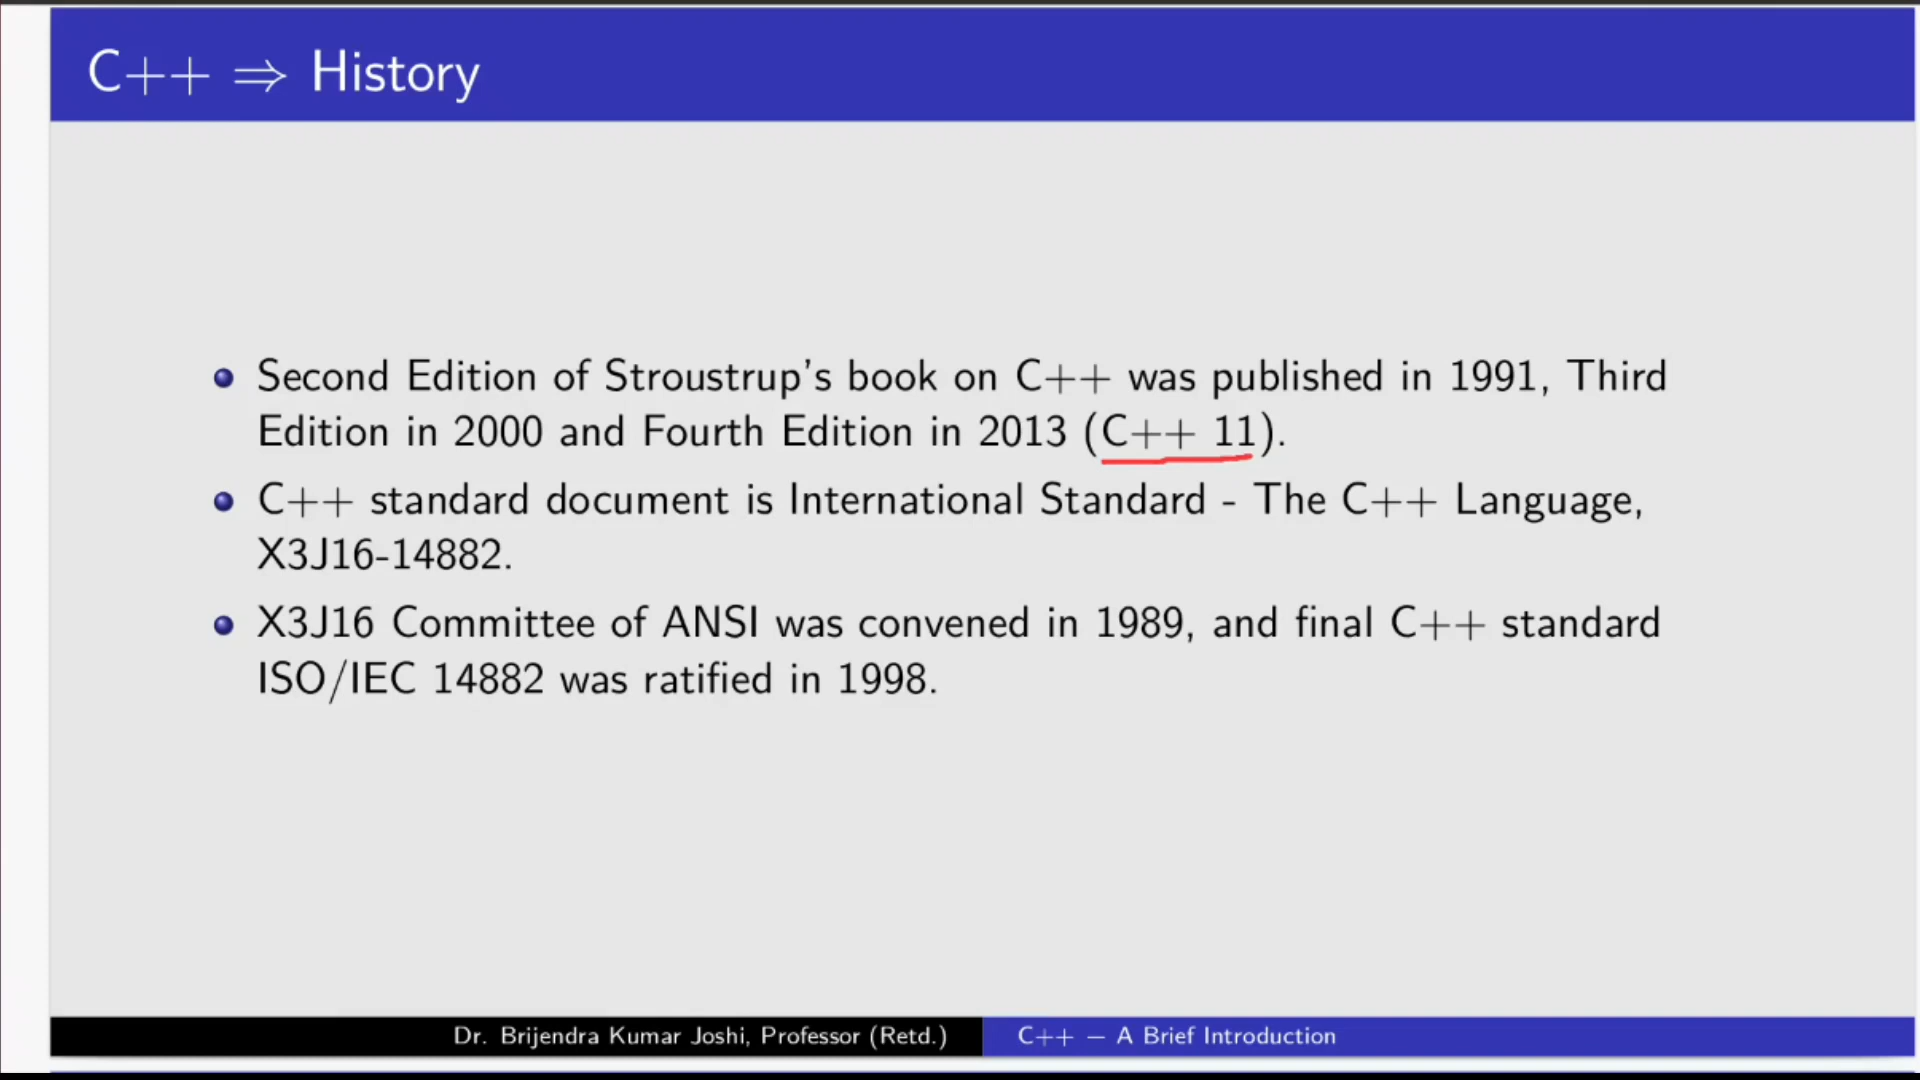 C++ ⇒ History
Second Edition of Stroustrup's book on C++ was published in 1991, Third
Edition in 2000 and Fourth Edition in 2013 (C++ 11).
C++ standard document is International Standard - The C++ Language,
X3J16-14882.
X3J16 Committee of ANSI was convened in 1989, and final C++ standard
ISO/IEC 14882 was ratified in 1998.
Dr. Brijendra Kumar Joshi, Professor (Retd.)
C++ — A Brief Introduction